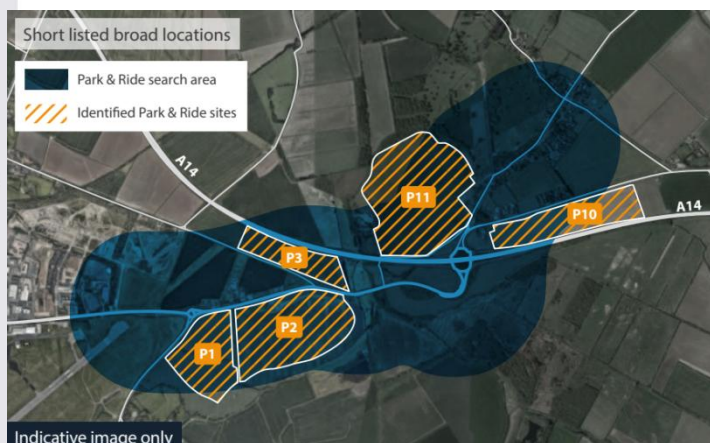 Short listed broad locations
Park & Ride search area
Identified Park & Ride sites
A14
P11
P10
A14
P3
P2
P1
Indicative image only